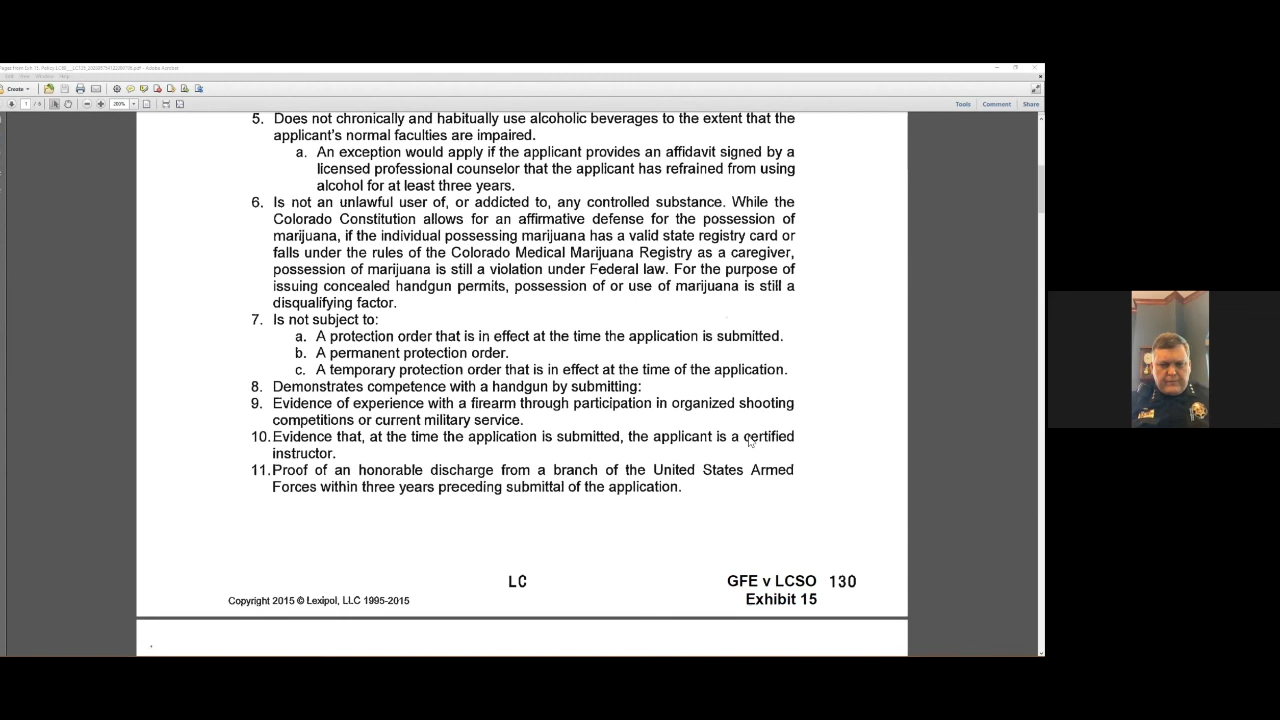 Create
1 / 8
200%
Tools Comment Share
5. Does not chronically and habitually use alcoholic beverages to the extent that the
applicant's normal faculties are impaired.
a. An exception would apply if the applicant provides an affidavit signed by a
licensed professional counselor that the applicant has refrained from using
alcohol for at least three years.
6. Is not an unlawful user of, or addicted to, any controlled substance. While the
Colorado Constitution allows for an affirmative defense for the possession of
marijuana, if the individual possessing marijuana has a valid state registry card or
falls under the rules of the Colorado Medical Marijuana Registry as a caregiver,
possession of marijuana is still a violation under Federal law. For the purpose of
issuing concealed handgun permits, possession of or use of marijuana is still a
disqualifying factor.
7. Is not subject to:
a. A protection order that is in effect at the time the application is submitted.
b. A permanent protection order.
c. A temporary protection order that is in effect at the time of the application.
8. Demonstrates competence with a handgun by submitting:
9. Evidence of experience with a firearm through participation in organized shooting
competitions or current military service.
10. Evidence that, at the time the application is submitted, the applicant is a certified
instructor.
11. Proof of an honorable discharge from a branch of the United States Armed
Forces within three years preceding submittal of the application.
LC GFE v LCSO 130
Copyright 2015 © Lexipol, LLC 1995-2015 Exhibit 15